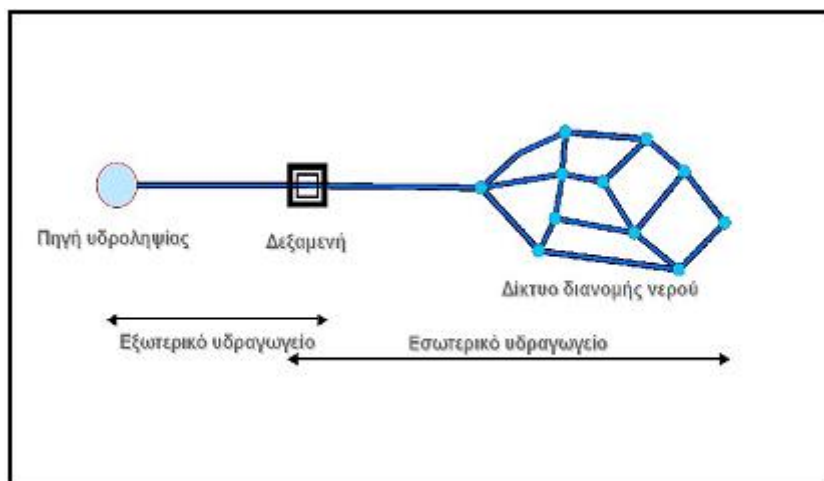 Πηγή υδροληψίας
Δεξαμενή
Δίκτυο διανομής νερού
Εξωτερικό υδραγωγείο
Εσωτερικό υδραγωγείο